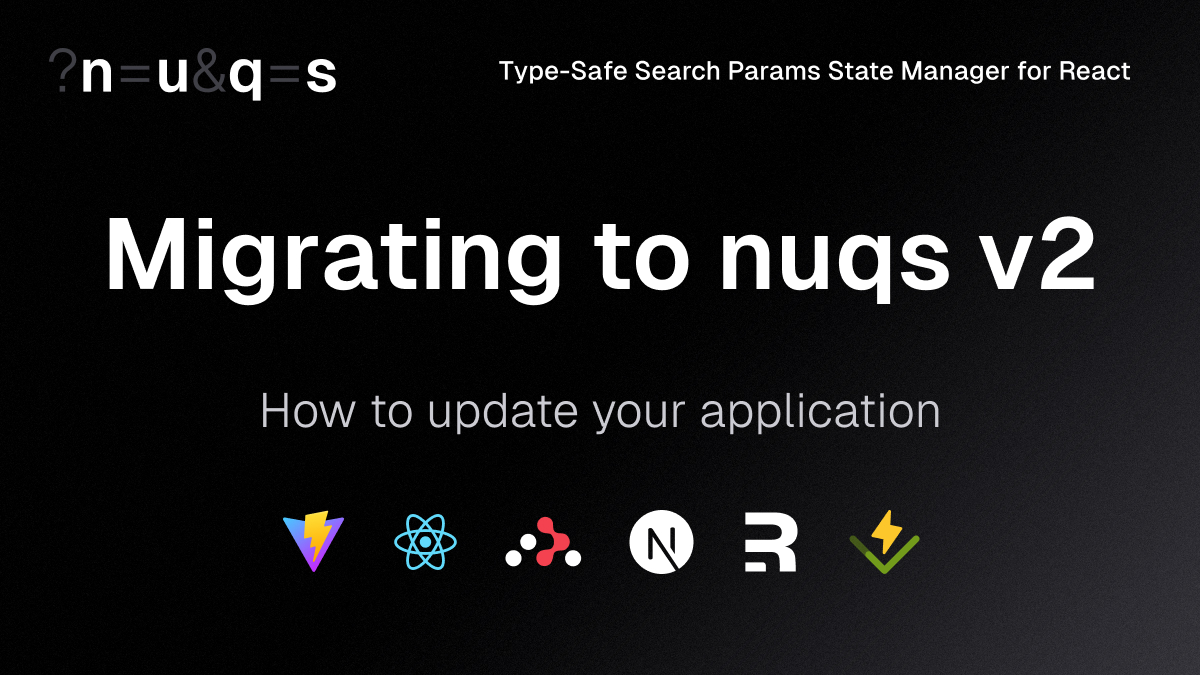 ?n=u&q=s
Type-Safe Search Params State Manager for React
Migrating to nuqs v2
How to update your application